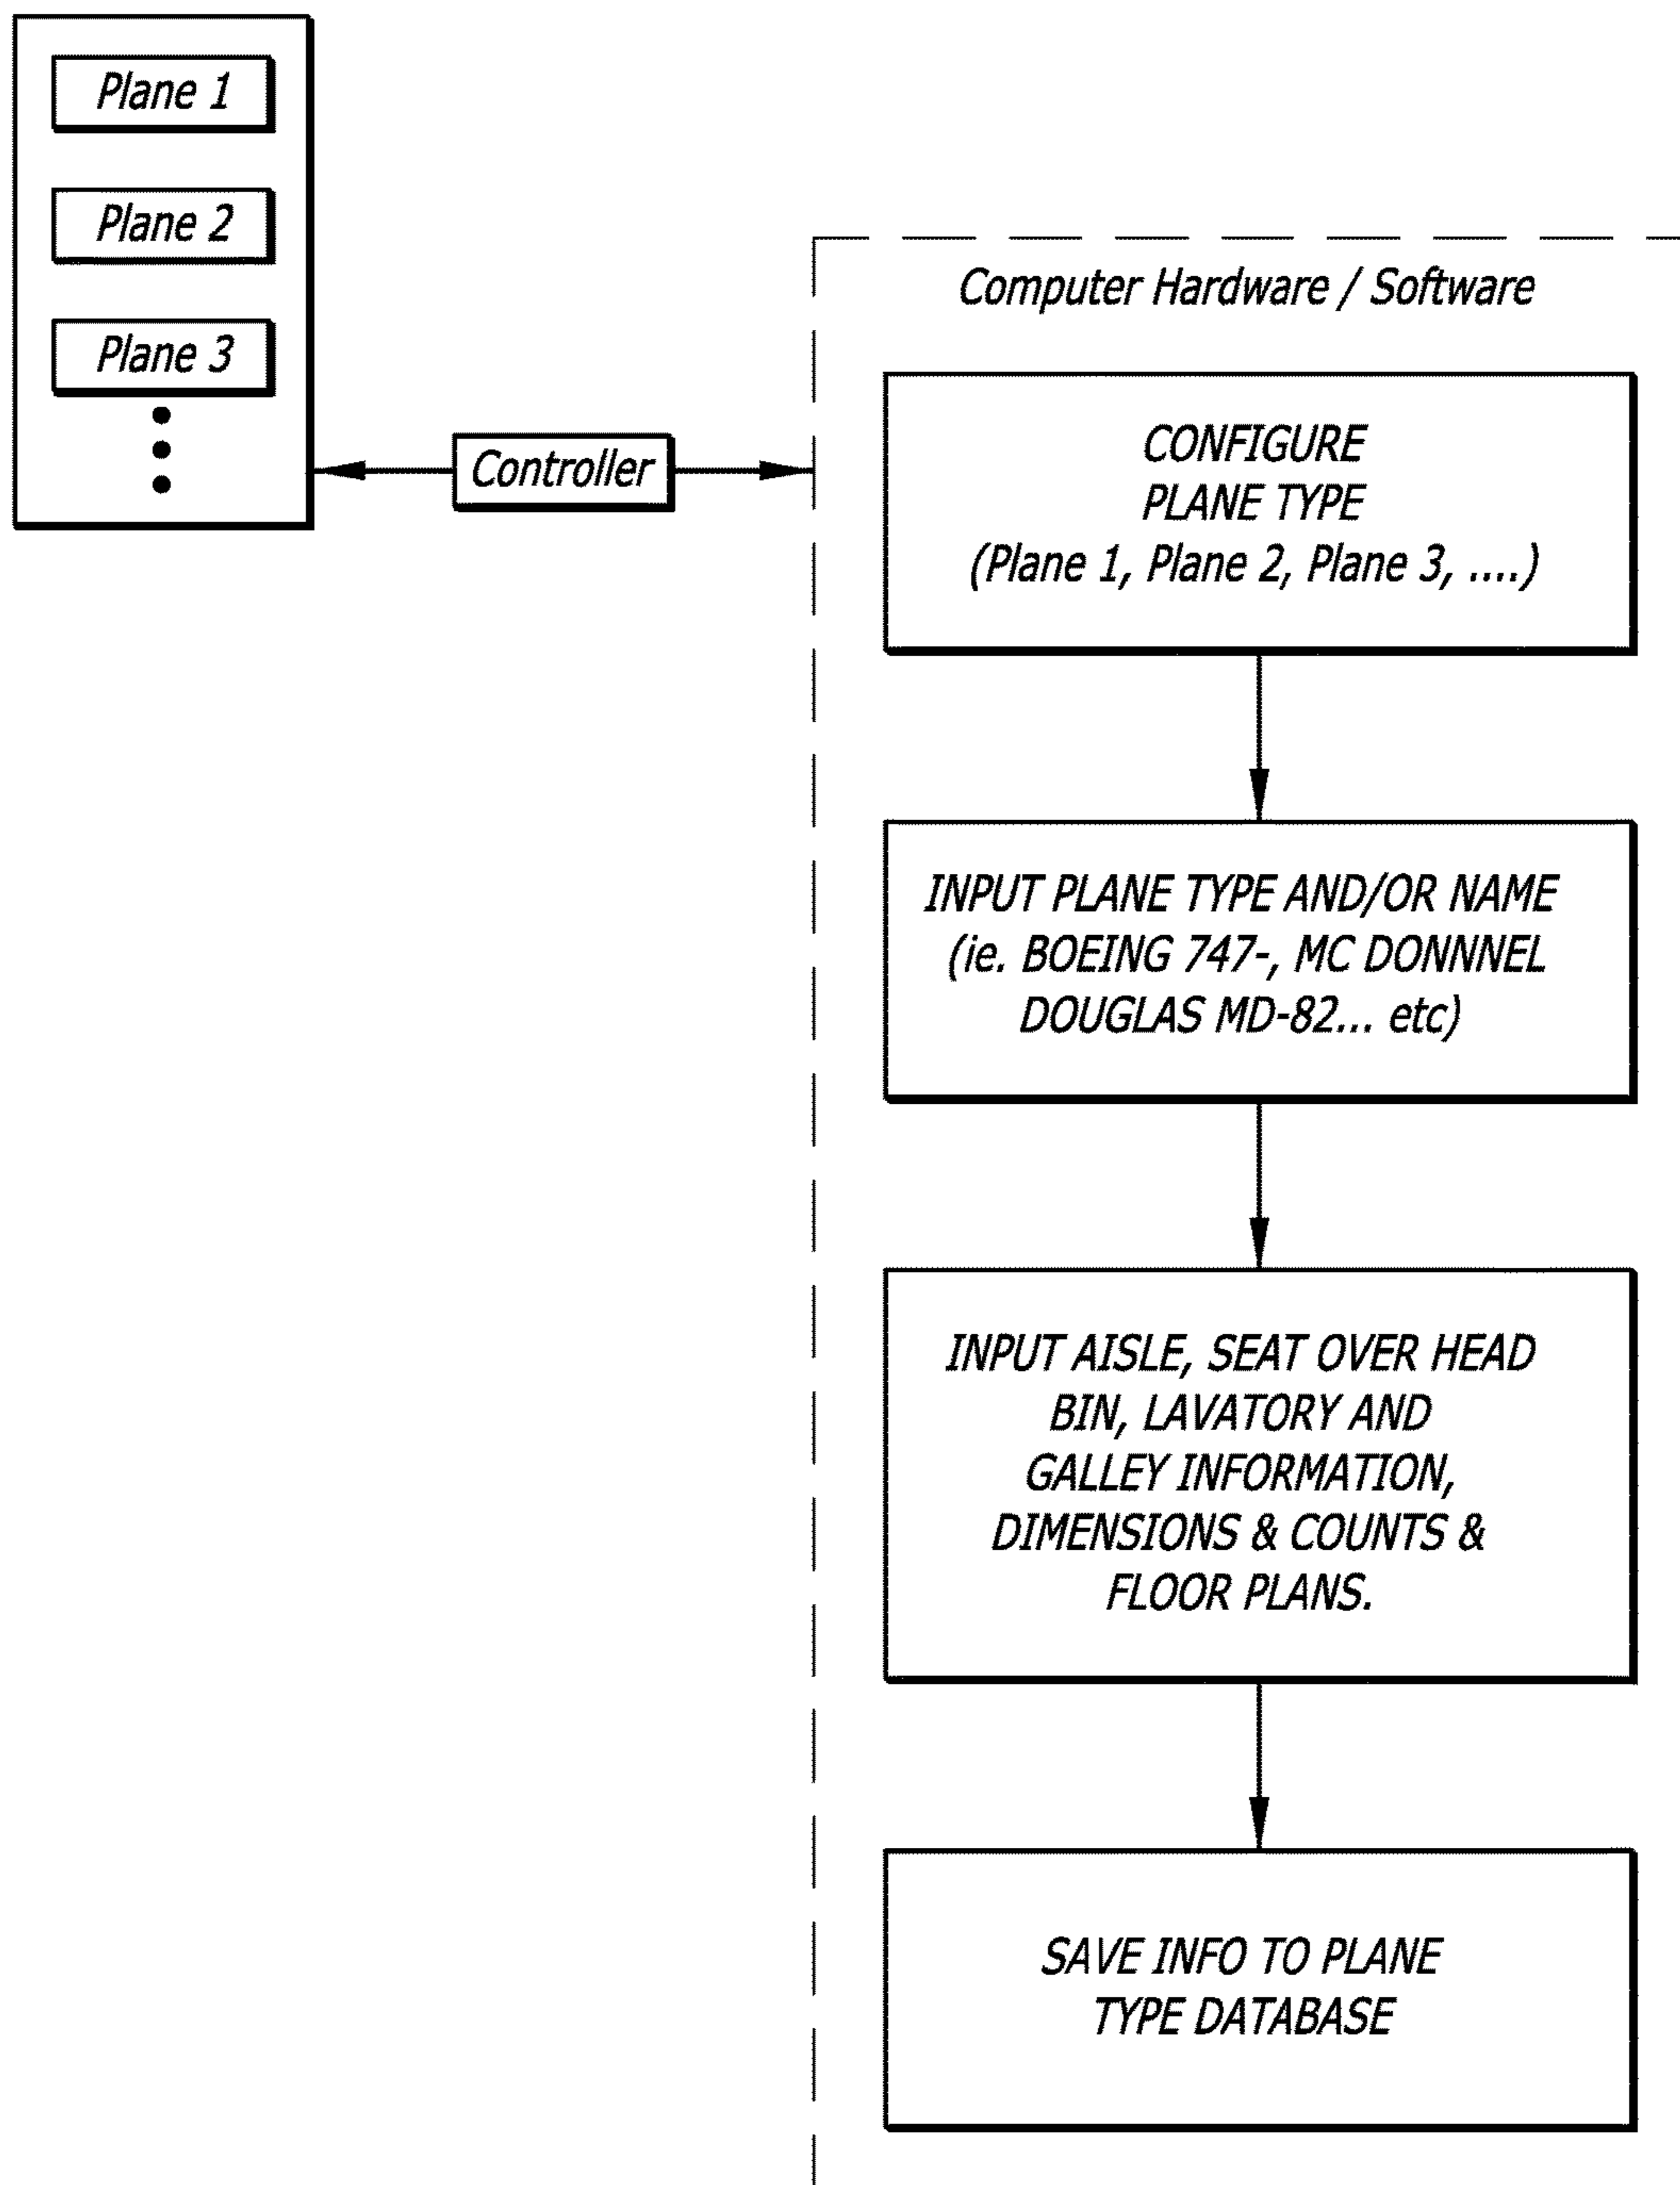 Plane 1
Plane 2
Plane 3
Controller
Computer Hardware / Software
CONFIGURE
PLANE TYPE
(Plane 1, Plane 2, Plane 3, ....)
INPUT PLANE TYPE AND/OR NAME
(ie. BOEING 747-, MC DONNNEL
DOUGLAS MD-82... etc)
INPUT AISLE, SEAT OVER HEAD
BIN, LAVATORY AND
GALLEY INFORMATION,
DIMENSIONS & COUNTS &
FLOOR PLANS.
SAVE INFO TO PLANE
TYPE DATABASE